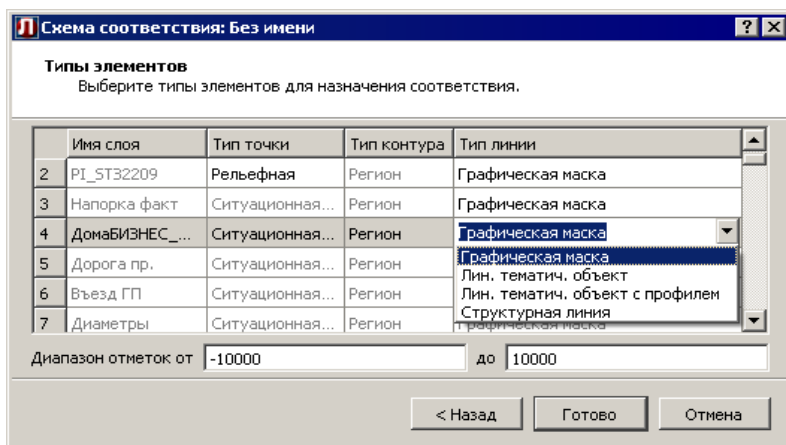 Схема соответствия: Без имени
Типы элементов
Выберите типы элементов для назначения соответствия.
Имя слоя Тип точки Тип контура Тип линии
2 PI_ST32209 Рельефная Регион Графическая маска
3 Напорка факт Ситуационная... Регион Графическая маска
4 ДомаБИЗНЕС_... Ситуационная... Регион Графическая маска
Графическая маска
5 Дорога пр. Ситуационная... Регион Лин. тематич. объект
6 Въезд ГП Ситуационная... Регион Лин. тематич. объект с профилем
Структурная линия
7 Диаметры Ситуационная... Регион Графическая маска
Диапазон отметок от -10000 до 10000
< Назад Готово Отмена